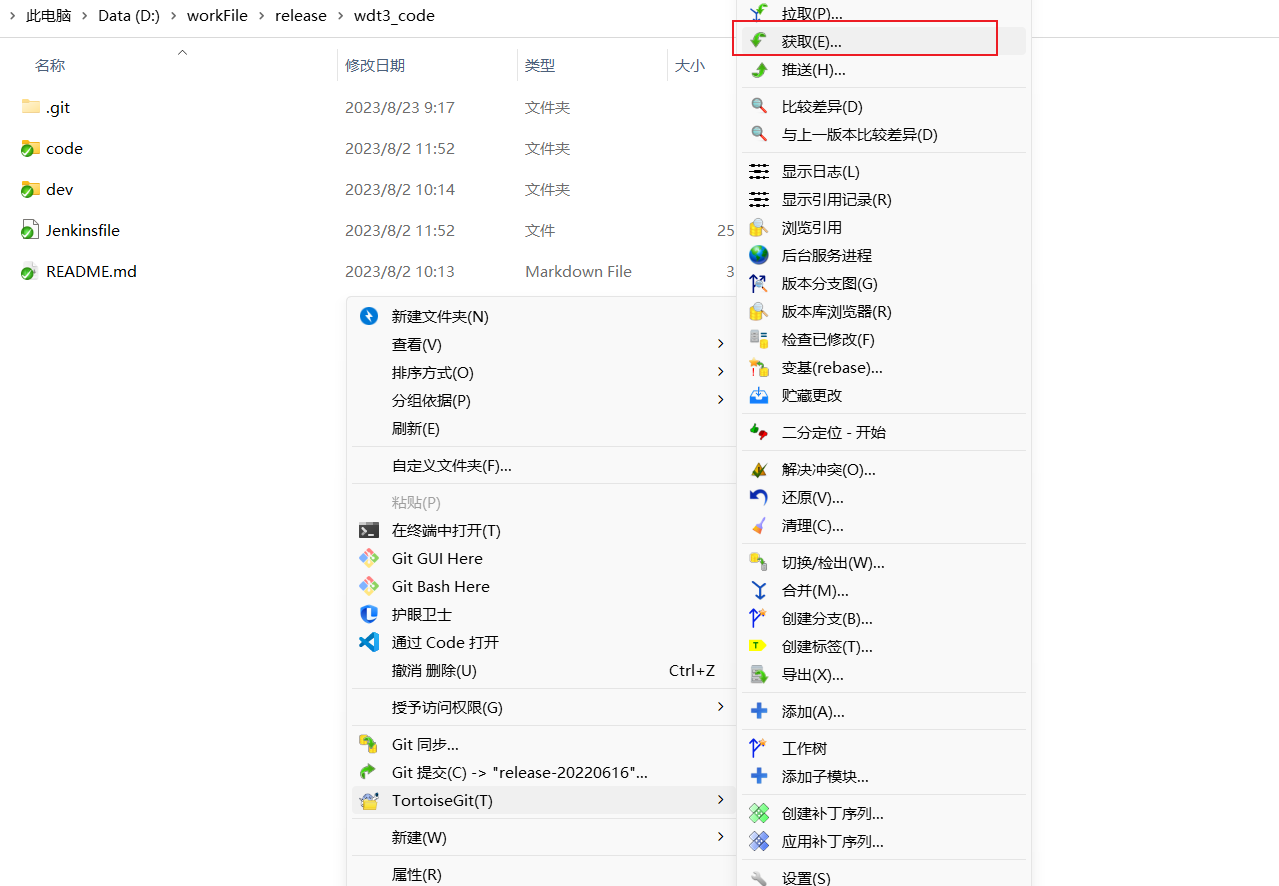 此电脑 > Data (D:) > workFile > release > wdt3_code
名称 修改日期 类型 大小
.git 2023/8/23 9:17 文件夹
code 2023/8/2 11:52 文件夹
dev 2023/8/2 10:14 文件夹
Jenkinsfile 2023/8/2 11:52 文件 25
README.md 2023/8/2 10:13 Markdown File 3
新建文件夹(N)
查看(V)
排序方式(O)
分组依据(P)
刷新(E)
自定义文件夹(F)...
粘贴(P)
在终端中打开(T)
Git GUI Here
Git Bash Here
护眼卫士
通过 Code 打开
撤消 删除(U) Ctrl+Z
授予访问权限(G)
Git 同步...
Git 提交(C) -> "release-20220616"...
TortoiseGit(T)
新建(W)
属性(R)
拉取(P)...
获取(E)...
推送(H)...
比较差异(D)
与上一版本比较差异(D)
显示日志(L)
显示引用记录(R)
浏览引用
后台服务进程
版本分支图(G)
版本库浏览器(R)
检查已修改(F)
变基(rebase)...
贮藏更改
二分定位 - 开始
解决冲突(O)...
还原(V)...
清理(C)...
切换/检出(W)...
合并(M)...
创建分支(B)...
创建标签(T)...
导出(X)...
添加(A)...
工作树
添加子模块...
创建补丁序列...
应用补丁序列...
设置(S)